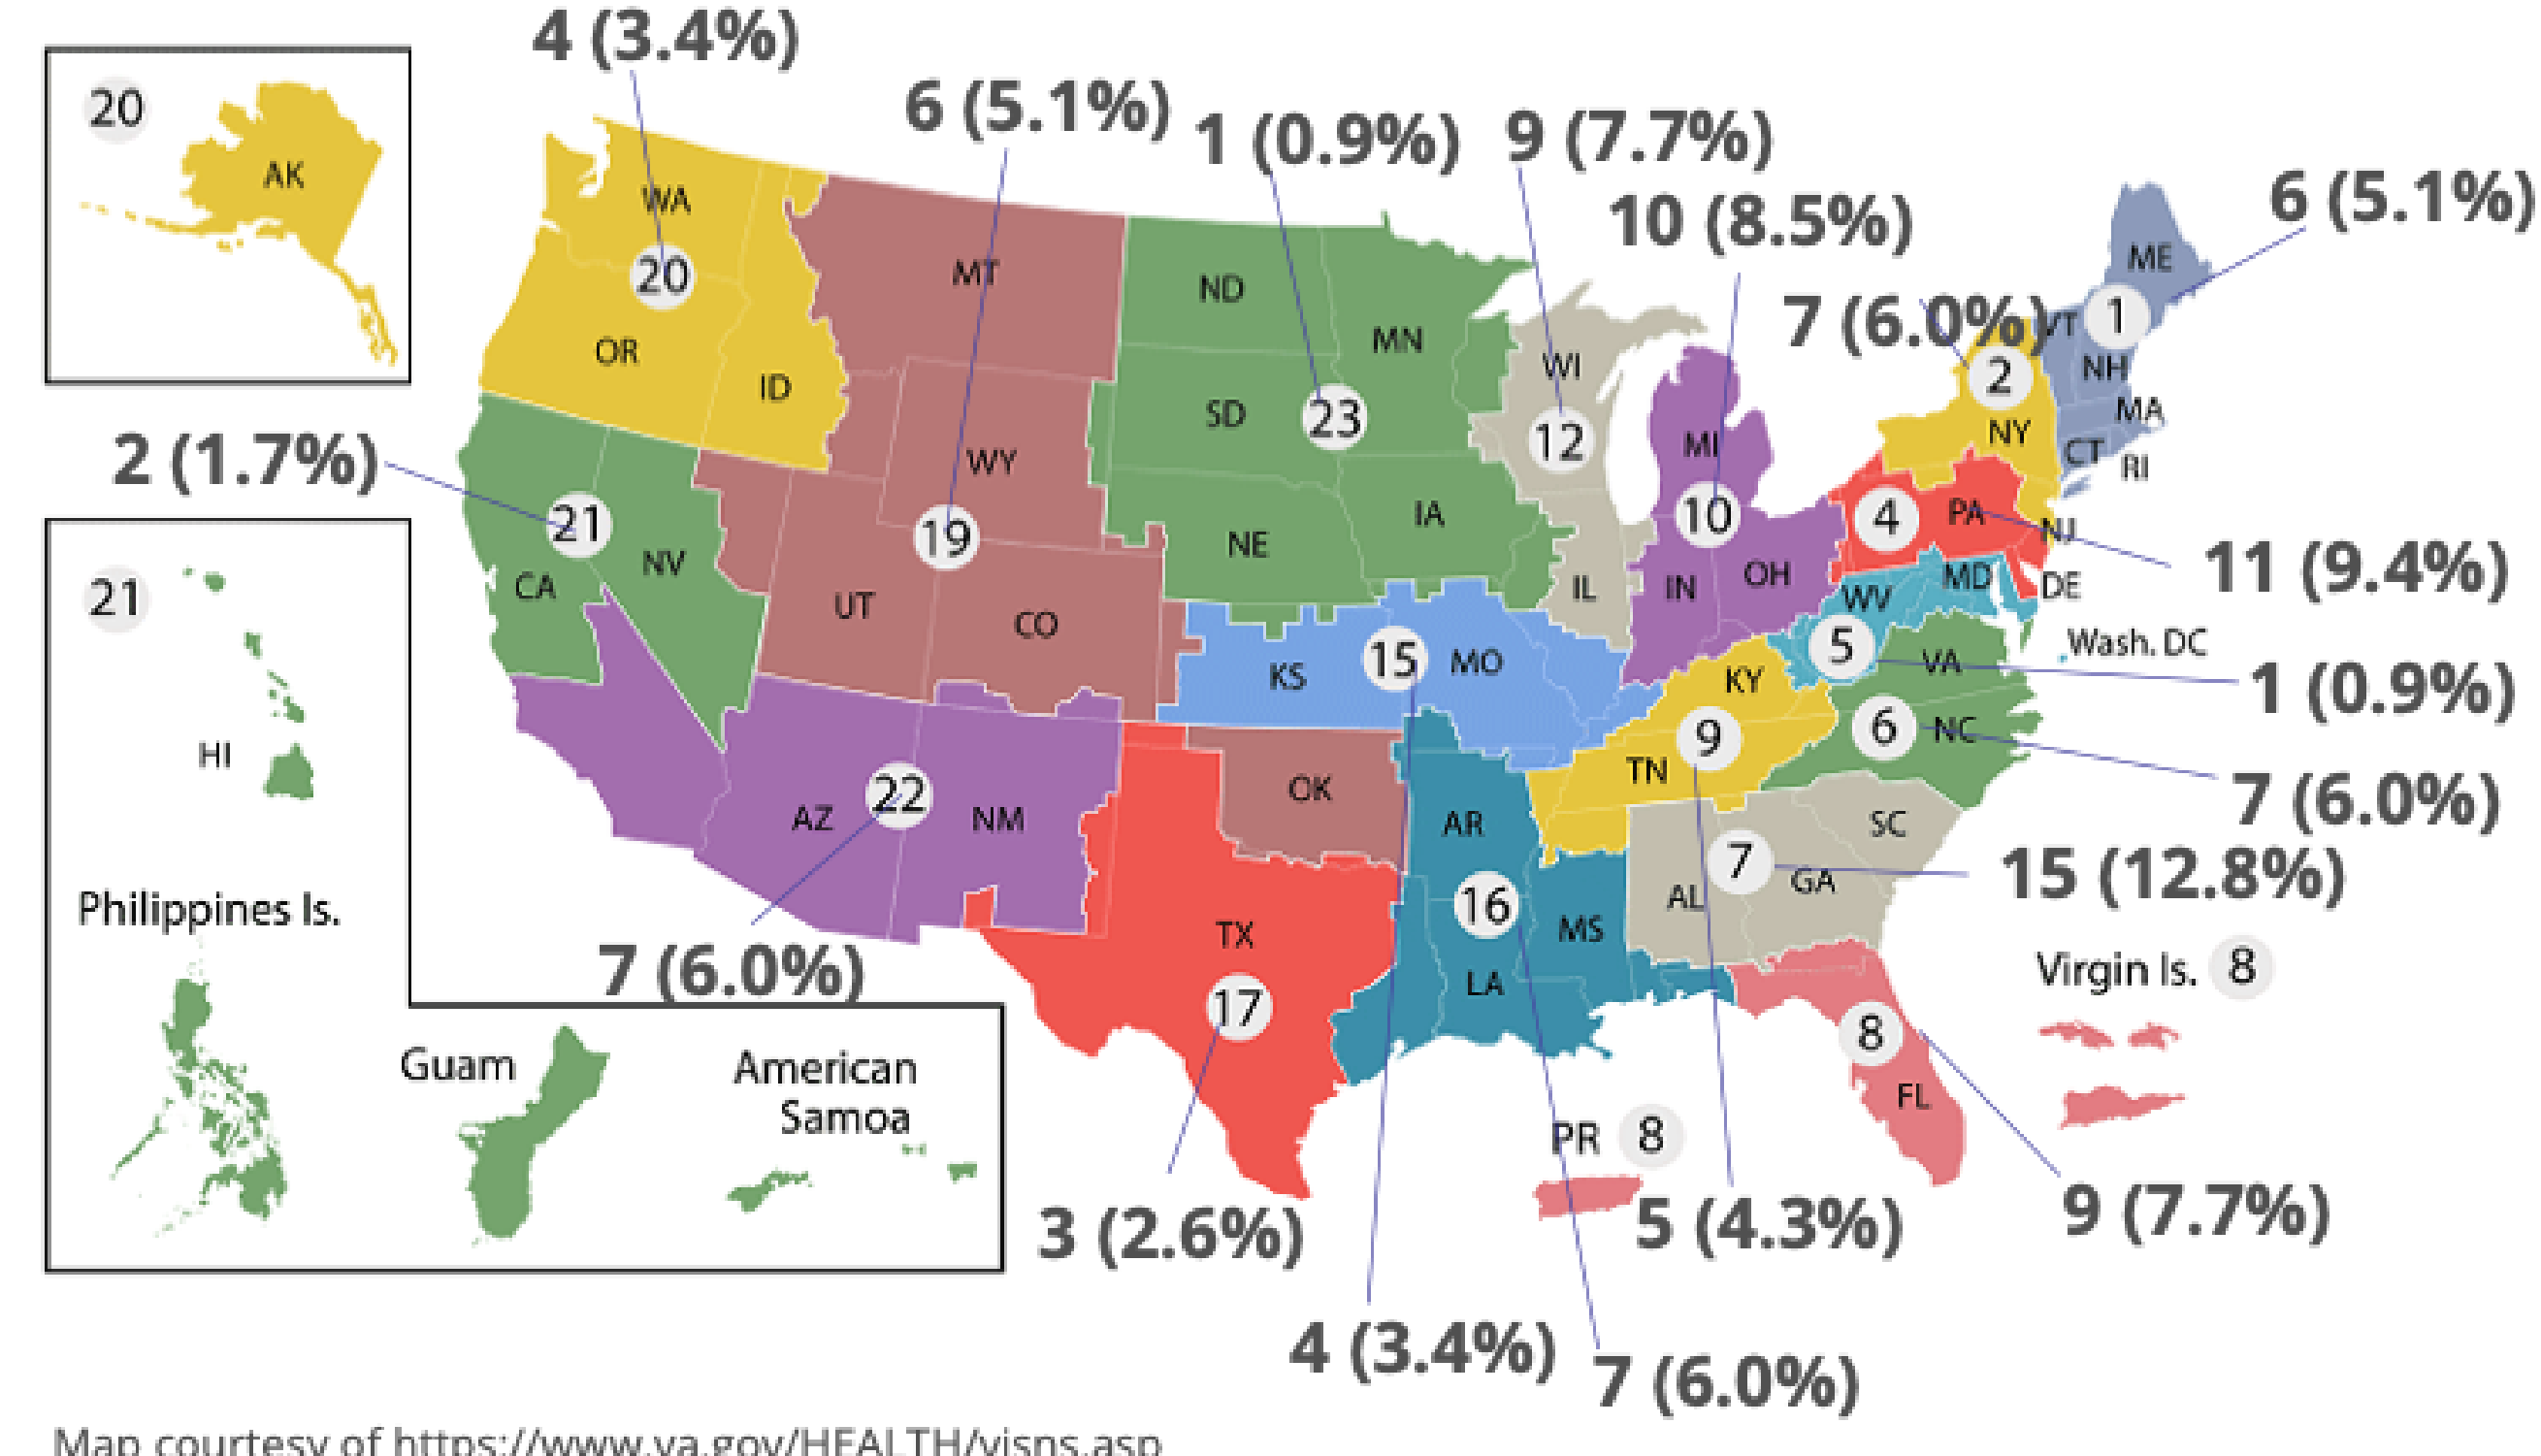 4 (3.4%)
6 (5.1%)
1 (0.9%)
9 (7.7%)
10 (8.5%)
6 (5.1%)
7 (6.0%)
20
AK
WA
20
OR
ID
MT
WY
19
UT
CO
ND
MN
SD
23
NE
IA
WI
12
IL
MI
10
IN
OH
ME
1
VT
NH
MA
CT
RI
2
NY
4
PA
NJ
11 (9.4%)
MD
DE
WV
Wash. DC
5
VA
1 (0.9%)
6
NC
7 (6.0%)
2 (1.7%)
21
CA
NV
21
HI
Philippines Is.
Guam
American
Samoa
AZ
22
NM
7 (6.0%)
KS
15
MO
KY
9
TN
OK
AR
16
MS
LA
TX
17
SC
7
AL
GA
15 (12.8%)
Virgin Is. 8
8
FL
PR 8
3 (2.6%)
5 (4.3%)
9 (7.7%)
4 (3.4%)
7 (6.0%)
Map courtesy of https://www.va.gov/HEALTH/visns.asp